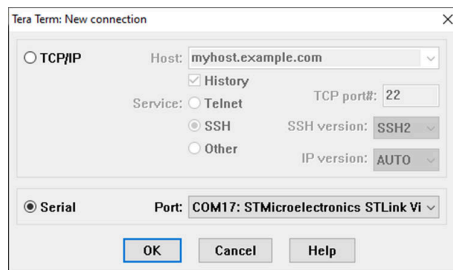 Tera Term: New connection
TCP/IP
Host: myhost.example.com
History
Service: Telnet
TCP port#: 22
SSH
SSH version: SSH2
Other
IP version: AUTO
Serial
Port: COM17: STMicroelectronics STLink Vi
OK Cancel Help